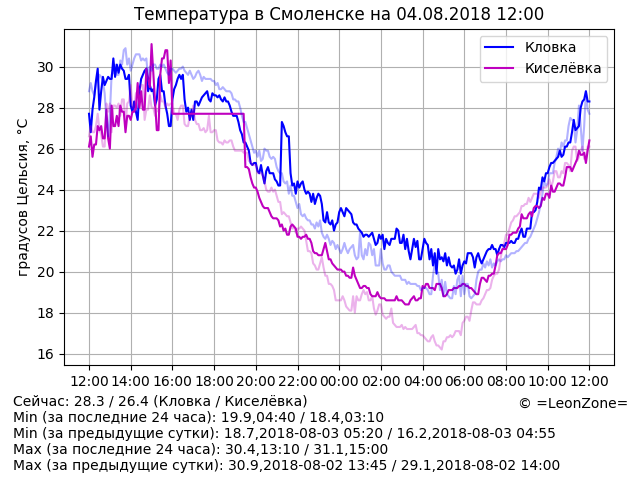 Температура в Смоленске на 04.08.2018 12:00
Кловка
Киселёвка
градусов Цельсия, °C
30
28
26
24
22
20
18
16
12:00 14:00 16:00 18:00 20:00 22:00 00:00 02:00 04:00 06:00 08:00 10:00 12:00
Сейчас: 28.3 / 26.4 (Кловка / Киселёвка)
© =LeonZone=
Min (за последние 24 часа): 19.9,04:40 / 18.4,03:10
Min (за предыдущие сутки): 18.7,2018-08-03 05:20 / 16.2,2018-08-03 04:55
Max (за последние 24 часа): 30.4,13:10 / 31.1,15:00
Max (за предыдущие сутки): 30.9,2018-08-02 13:45 / 29.1,2018-08-02 14:00